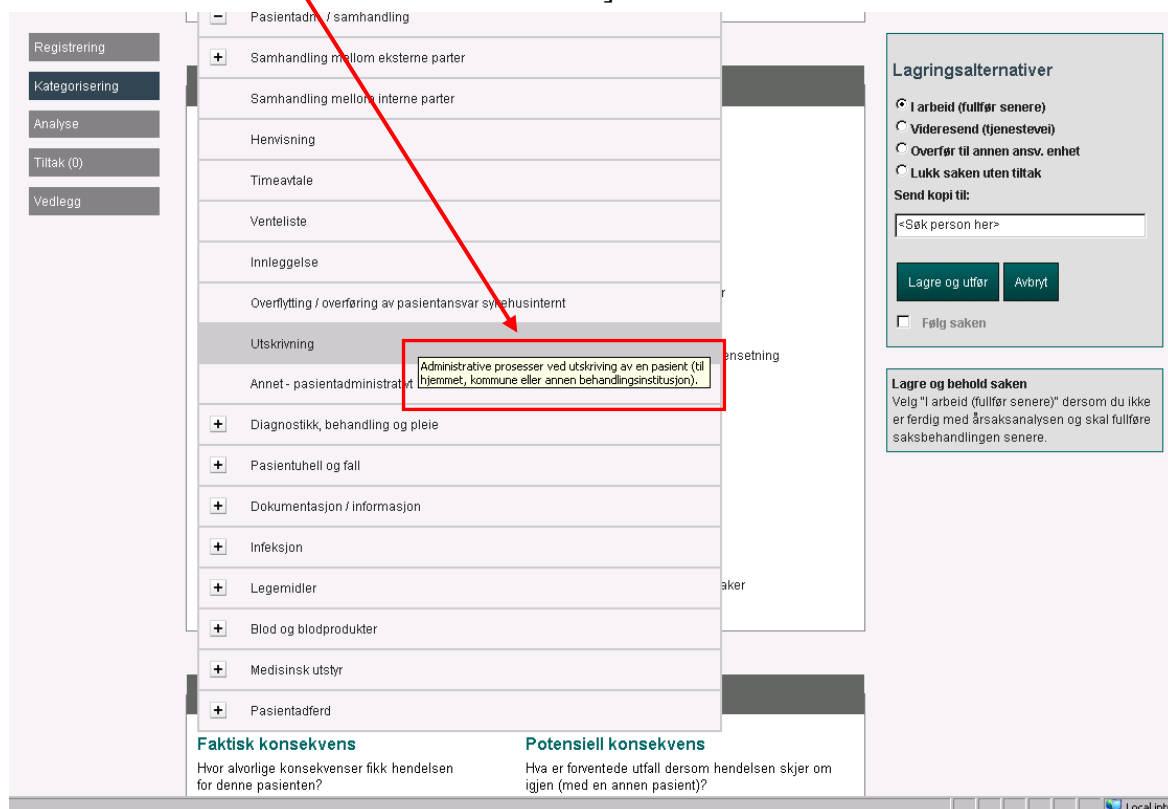 Pasientadm. / samhandling
Samhandling mellom eksterne parter
Samhandling mellom interne parter
Henvisning
Timeavtale
Venteliste
Innleggelse
Overflytting / overføring av pasientansvar sykehusinternt
Utskrivning
Administrative prosesser ved utskriving av en pasient (til
hjemmet, kommune eller annen behandlingsinstitusjon).
Annet - pasientadministrativt
Diagnostikk, behandling og pleie
Pasientuhell og fall
Dokumentasjon / informasjon
Infeksjon
Legemidler
Blod og blodprodukter
Medisinsk utstyr
Pasientadferd
Registrering
Kategorisering
Analyse
Tiltak (0)
Vedlegg
r
ensetning
aker
Faktisk konsekvens
Hvor alvorlige konsekvenser fikk hendelsen
for denne pasienten?
Potensiell konsekvens
Hva er forventede utfall dersom hendelsen skjer om
igjen (med en annen pasient)?
Lagringsalternativer
I arbeid (fullfør senere)
Videresend (tjenestevei)
Overfør til annen ansv. enhet
Lukk saken uten tiltak
Send kopi til:
<Søk person her>
Lagre og utfør
Avbryt
Følg saken
Lagre og behold saken
Velg "I arbeid (fullfør senere)" dersom du ikke
er ferdig med årsaksanalysen og skal fullføre
saksbehandlingen senere.
Local int